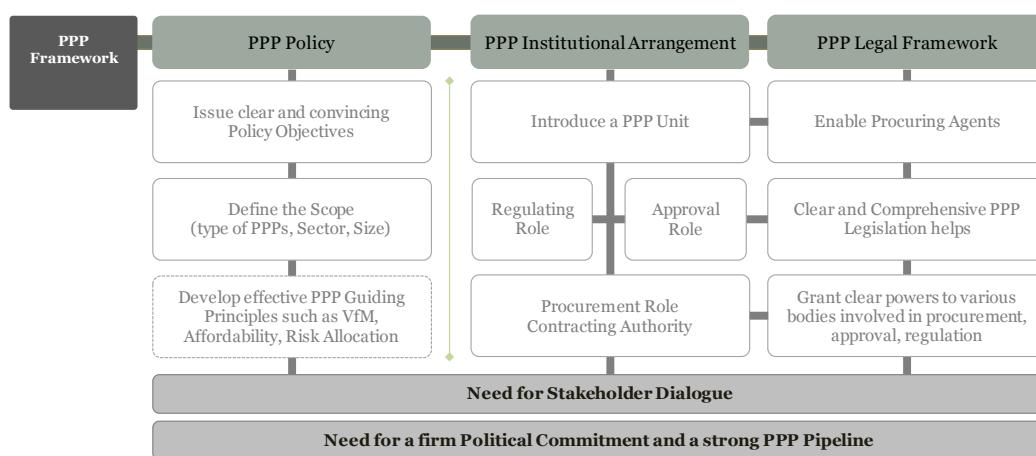 PPP
Framework
PPP Policy
PPP Institutional Arrangement
PPP Legal Framework
Issue clear and convincing
Policy Objectives
Introduce a PPP Unit
Enable Procuring Agents
Define the Scope
(type of PPPs, Sector, Size)
Regulating
Role
Approval
Role
Clear and Comprehensive PPP
Legislation helps
Develop effective PPP Guiding
Principles such as VfM,
Affordability, Risk Allocation
Procurement Role
Contracting Authority
Grant clear powers to various
bodies involved in procurement,
approval, regulation
Need for Stakeholder Dialogue
Need for a firm Political Commitment and a strong PPP Pipeline